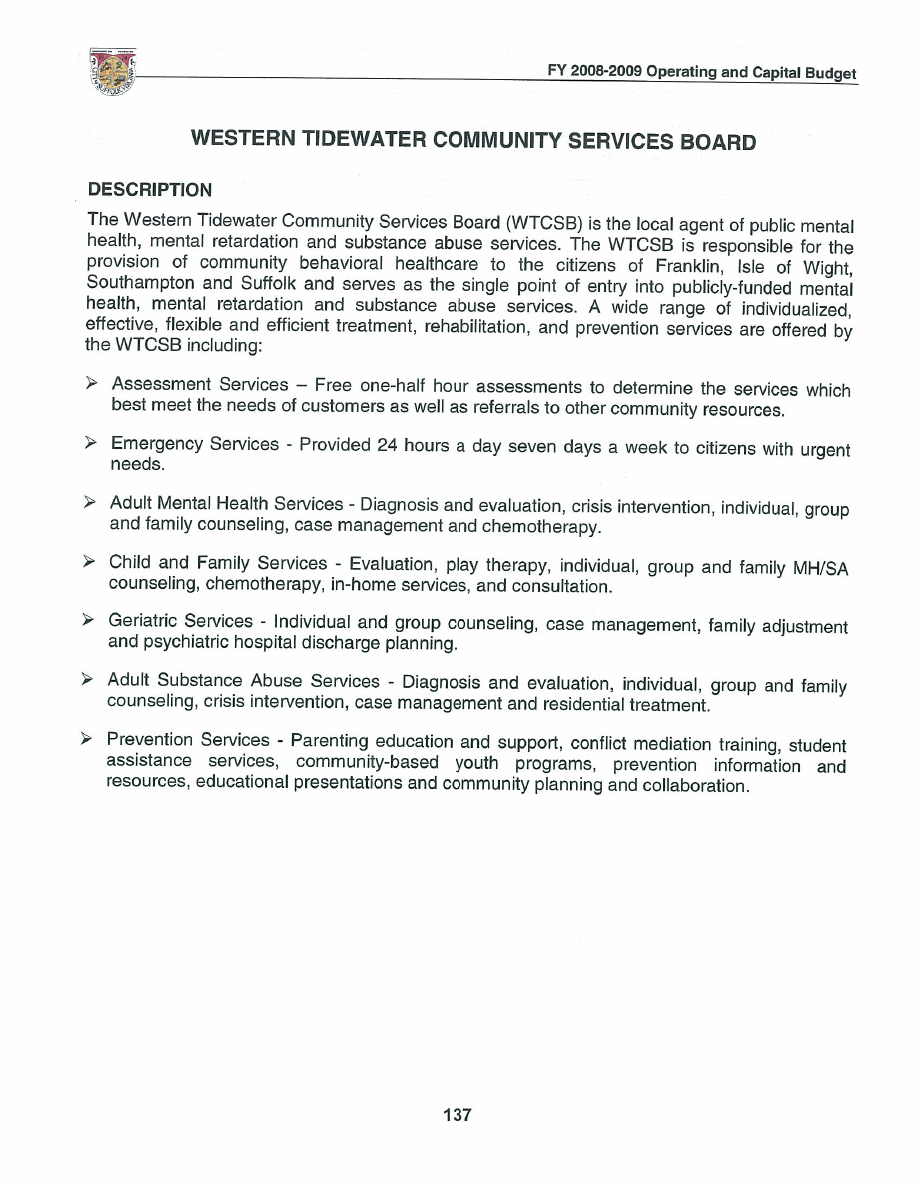 FY 2008-2009 Operating and Capital Budget
WESTERN TIDEWATER COMMUNITY SERVICES BOARD
DESCRIPTION
The Western Tidewater Community Services Board (WTCSB) is the local agent of public mental
health, mental retardation and substance abuse services. The WTCSB is responsible for the
provision of community behavioral healthcare to the citizens of Franklin, Isle of Wight,
Southampton and Suffolk and serves as the single point of entry into publicly-funded mental
health, mental retardation and substance abuse services. A wide range of individualized,
effective, flexible and efficient treatment, rehabilitation, and prevention services are offered by
the WTCSB including:
➢ Assessment Services – Free one-half hour assessments to determine the services which
best meet the needs of customers as well as referrals to other community resources.
➢ Emergency Services - Provided 24 hours a day seven days a week to citizens with urgent
needs.
➢ Adult Mental Health Services - Diagnosis and evaluation, crisis intervention, individual, group
and family counseling, case management and chemotherapy.
➢ Child and Family Services - Evaluation, play therapy, individual, group and family MH/SA
counseling, chemotherapy, in-home services, and consultation.
➢ Geriatric Services - Individual and group counseling, case management, family adjustment
and psychiatric hospital discharge planning.
➢ Adult Substance Abuse Services - Diagnosis and evaluation, individual, group and family
counseling, crisis intervention, case management and residential treatment.
➢ Prevention Services - Parenting education and support, conflict mediation training, student
assistance services, community-based youth programs, prevention information and
resources, educational presentations and community planning and collaboration.
137